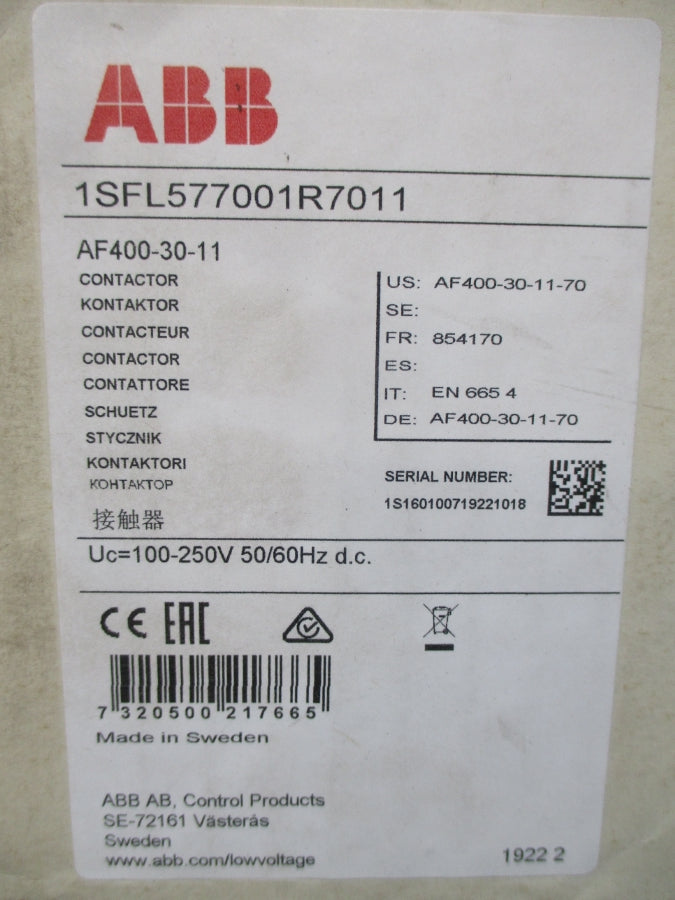 ABB
1SFL577001R7011
AF400-30-11
CONTACTOR
KONTAKTOR
CONTACTEUR
CONTACTOR
CONTATTORE
SCHUETZ
STYCZNIK
KONTAKTORI
КОНТАКТОР
接触器
US: AF400-30-11-70
SE:
FR: 854170
ES:
IT: EN 665 4
DE: AF400-30-11-70
SERIAL NUMBER:
1S160100719221018
Uc=100-250V 50/60Hz d.c.
CE EAC
7 320500 217665
Made in Sweden
ABB AB, Control Products
SE-72161 Västerås
Sweden
www.abb.com/lowvoltage
1922 2